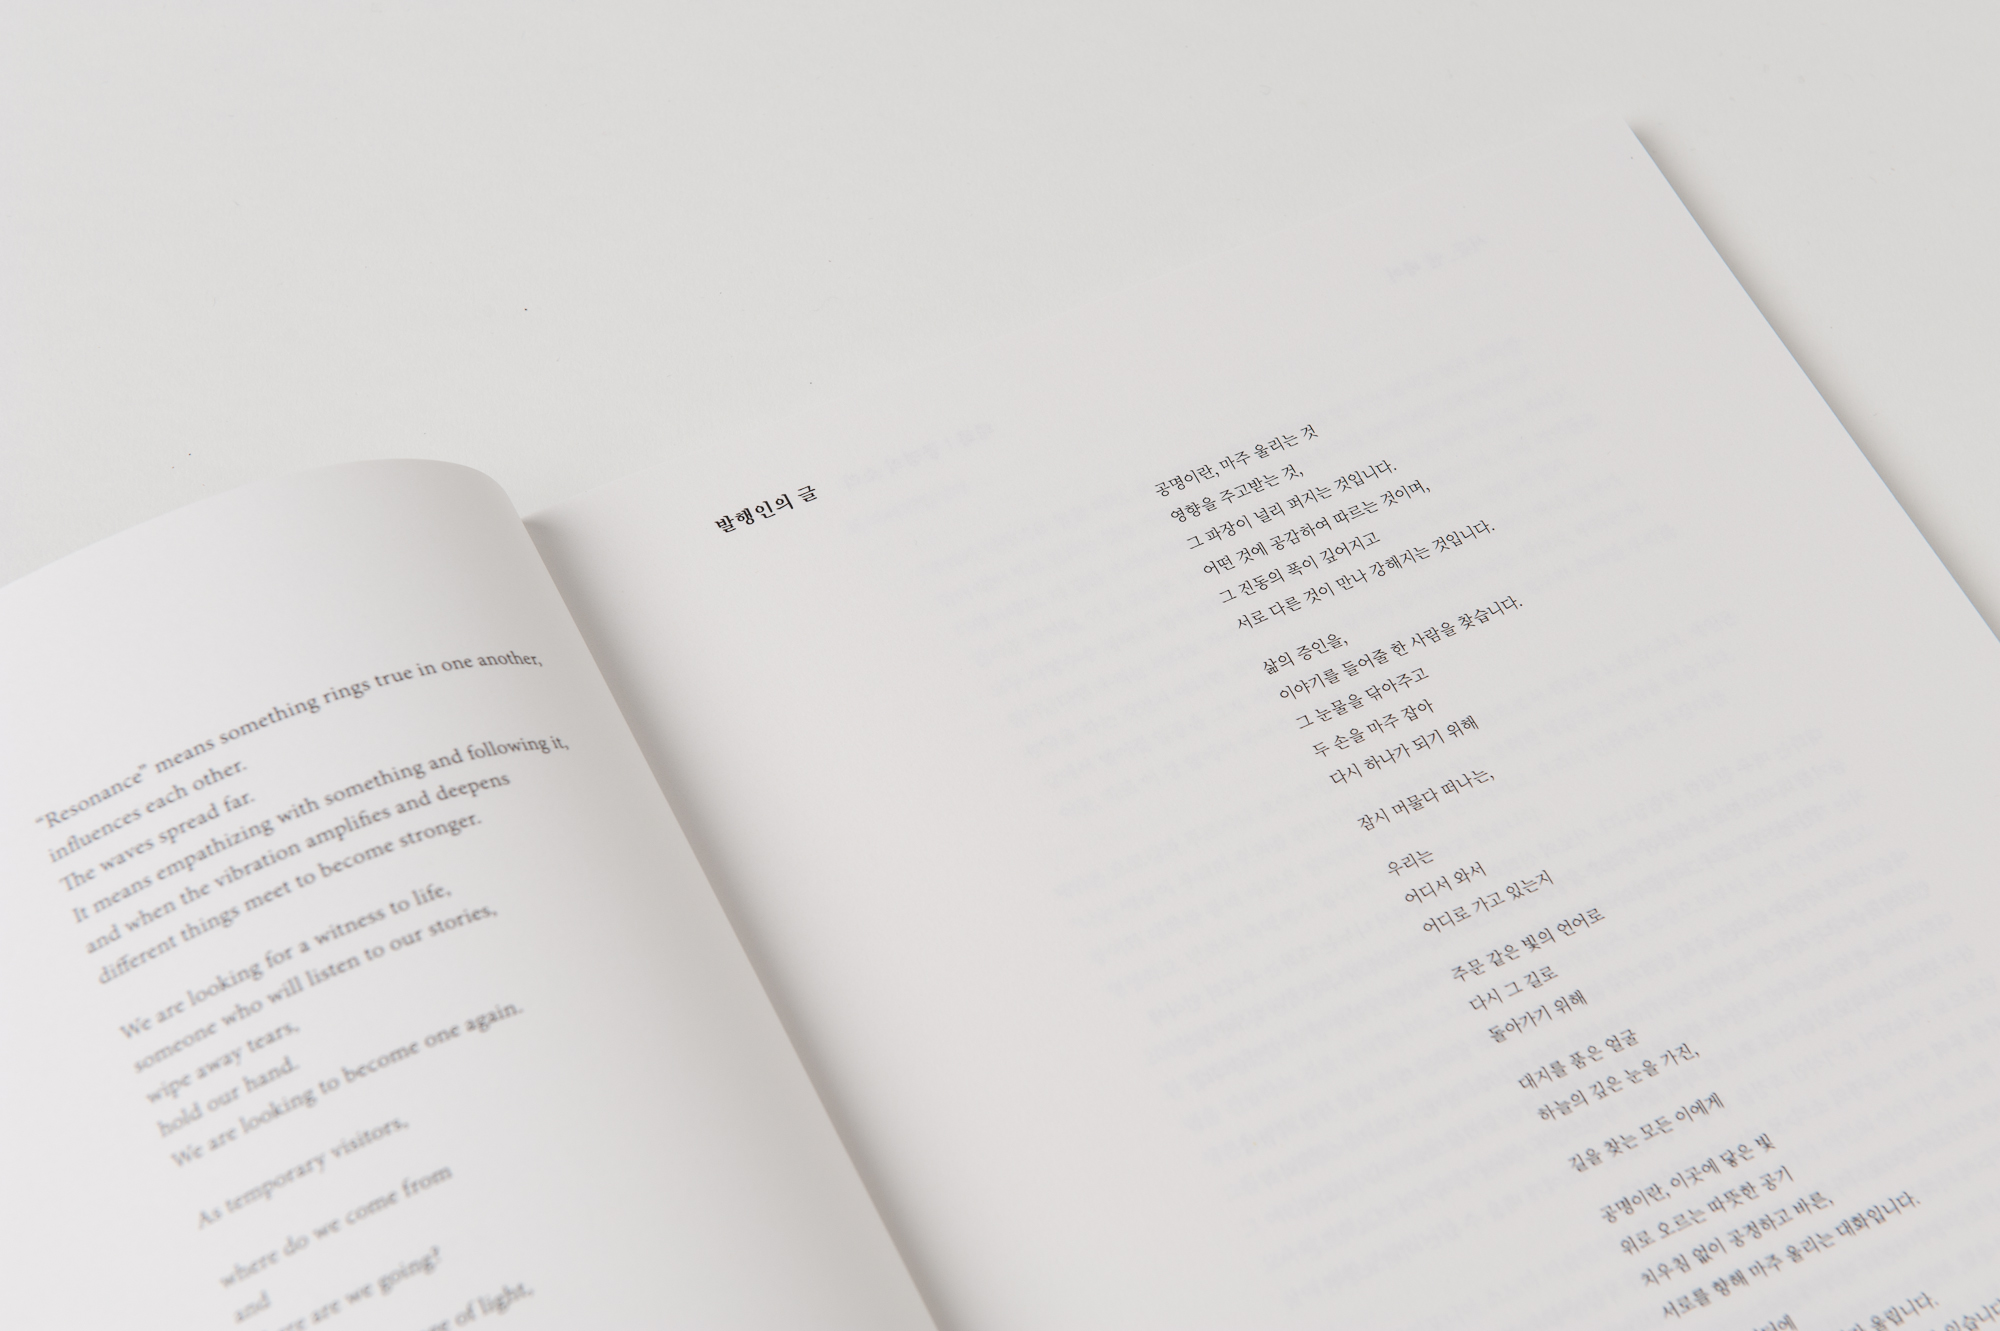 “Resonance” means something rings true in one another,
influences each other.
The waves spread far.
It means empathizing with something and following it,
and when the vibration amplifies and deepens
different things meet to become stronger.
We are looking for a witness to life,
someone who will listen to our stories,
wipe away tears,
hold our hand.
We are looking to become one again.
As temporary visitors,
where do we come from
and
are we going?
of light,
발행인의 글
공명이란, 마주 울리는 것
영향을 주고받는 것,
그 파장이 널리 퍼지는 것입니다.
어떤 것에 공감하여 따르는 것이며,
그 진동의 폭이 깊어지고
서로 다른 것이 만나 강해지는 것입니다.
삶의 증인을,
이야기를 들어줄 한 사람을 찾습니다.
그 눈물을 닦아주고
두 손을 마주 잡아
다시 하나가 되기 위해
잠시 머물다 떠나는,
우리는
어디서 와서
어디로 가고 있는지
주문 같은 빛의 언어로
다시 그 길로
돌아가기 위해
대지를 품은 얼굴
하늘의 깊은 눈을 가진,
길을 찾는 모든 이에게
공명이란, 이곳에 닿은 빛
위로 오르는 따뜻한 공기
치우침 없이 공정하고 바른,
서로를 향해 마주 울리는 대화입니다.
울립니다.
있습니다